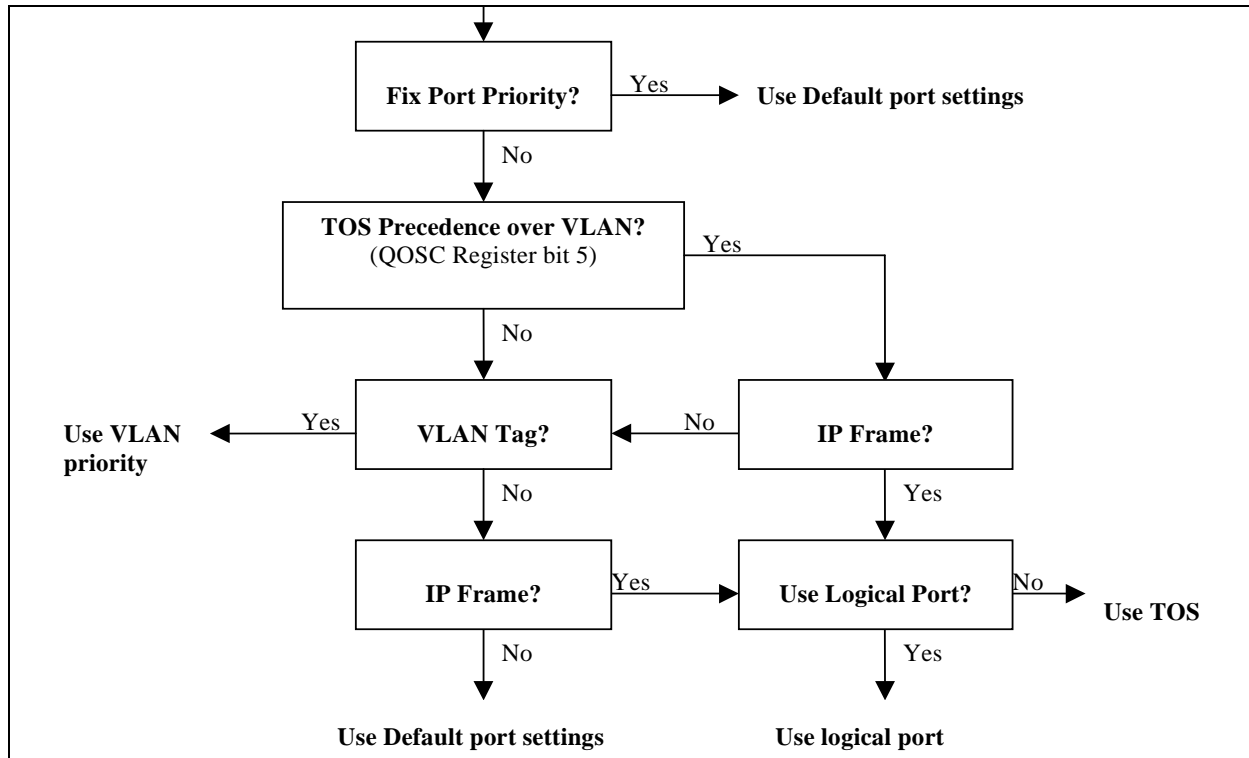 Fix Port Priority?
Yes
Use Default port settings
No
TOS Precedence over VLAN?
(QOSC Register bit 5)
Yes
No
Use VLAN
priority
Yes
VLAN Tag?
No
IP Frame?
No
Yes
IP Frame?
Yes
Use Logical Port?
No
Use TOS
No
Yes
Use Default port settings
Use logical port